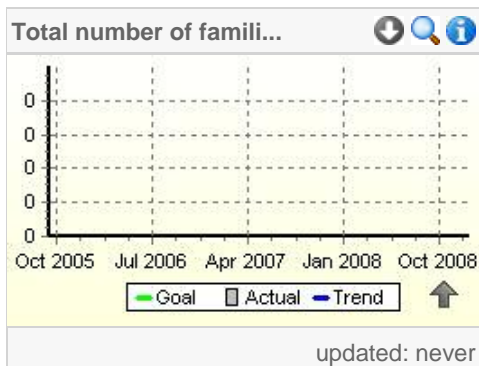 Total number of famili...
0
0
0
0
0
Oct 2005 Jul 2006 Apr 2007 Jan 2008 Oct 2008
Goal Actual Trend
updated: never